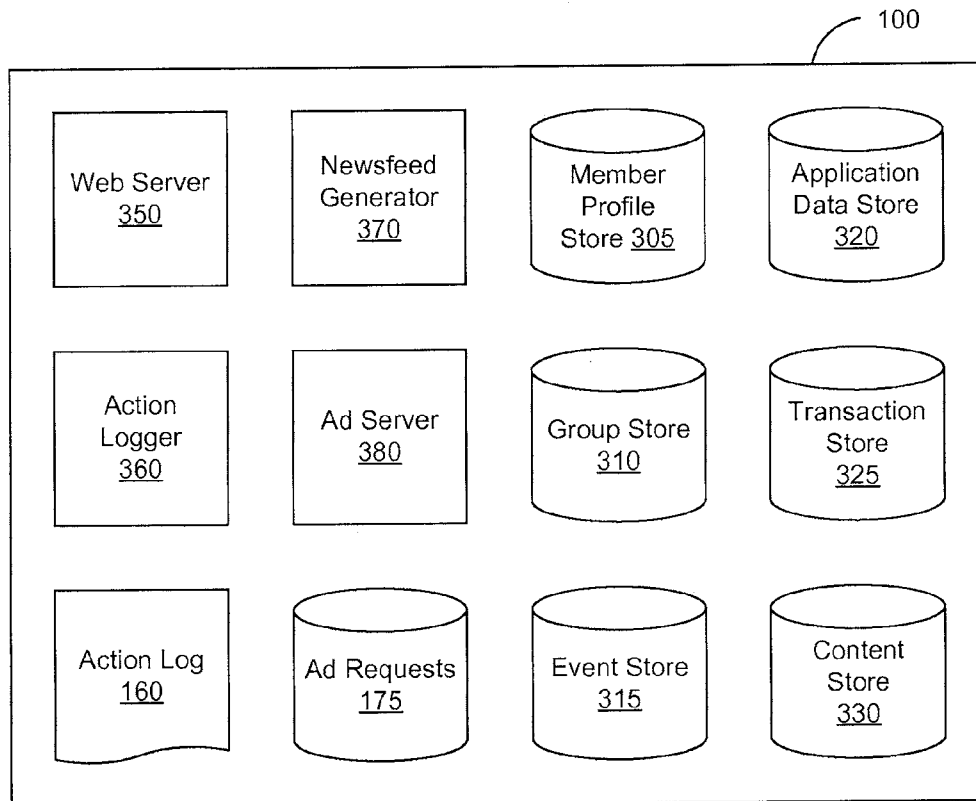 100
Web Server
350
Newsfeed
Generator
370
Member
Profile
Store 305
Application
Data Store
320
Action
Logger
360
Ad Server
380
Group Store
310
Transaction
Store
325
Action Log
160
Ad Requests
175
Event Store
315
Content
Store
330